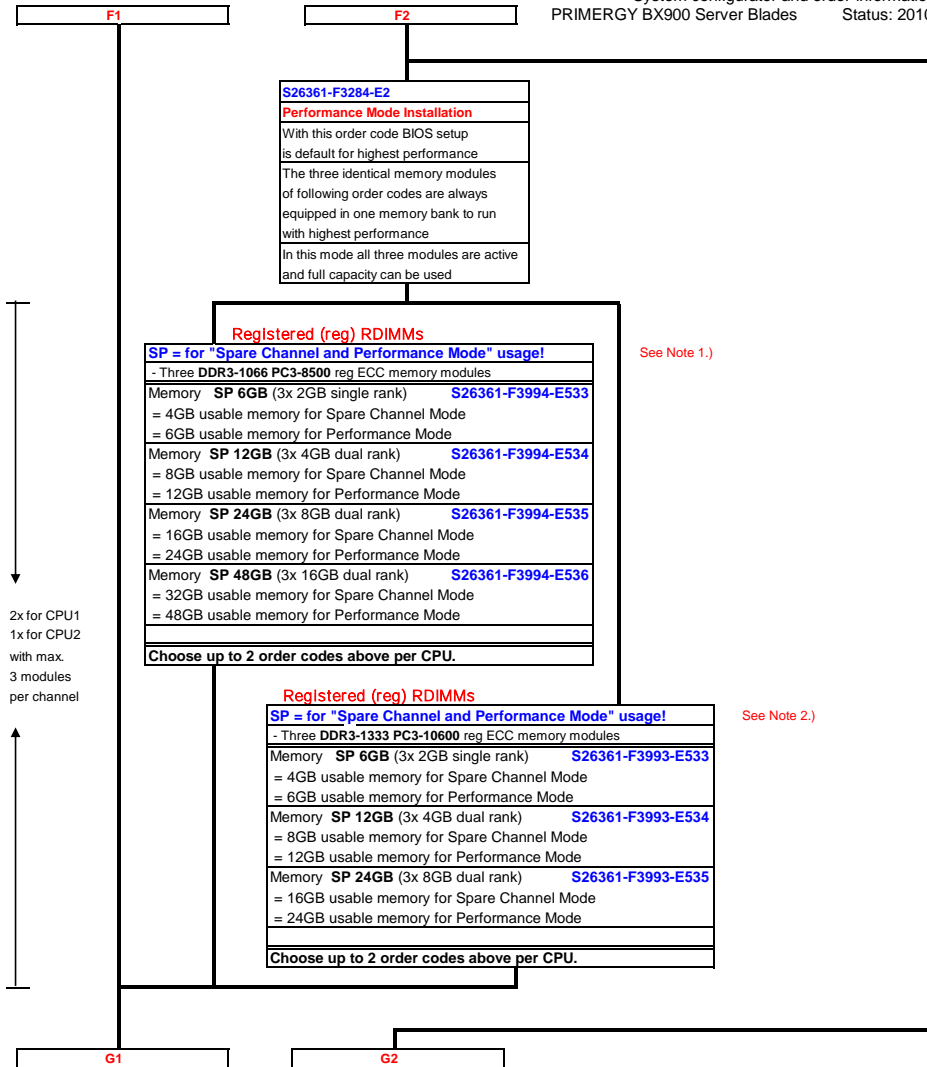 System configurator and order informatio
PRIMERGY BX900 Server Blades Status: 2010
F1
F2
S26361-F3284-E2
Performance Mode Installation
With this order code BIOS setup
is default for highest performance
The three identical memory modules
of following order codes are always
equipped in one memory bank to run
with highest performance
In this mode all three modules are active
and full capacity can be used
Registered (reg) RDIMMs
SP = for "Spare Channel and Performance Mode" usage!
See Note 1.)
- Three DDR3-1066 PC3-8500 reg ECC memory modules
Memory SP 6GB (3x 2GB single rank) S26361-F3994-E533
= 4GB usable memory for Spare Channel Mode
= 6GB usable memory for Performance Mode
Memory SP 12GB (3x 4GB dual rank) S26361-F3994-E534
= 8GB usable memory for Spare Channel Mode
= 12GB usable memory for Performance Mode
Memory SP 24GB (3x 8GB dual rank) S26361-F3994-E535
= 16GB usable memory for Spare Channel Mode
= 24GB usable memory for Performance Mode
Memory SP 48GB (3x 16GB dual rank) S26361-F3994-E536
= 32GB usable memory for Spare Channel Mode
= 48GB usable memory for Performance Mode
Choose up to 2 order codes above per CPU.
2x for CPU1
1x for CPU2
with max.
3 modules
per channel
Registered (reg) RDIMMs
SP = for "Spare Channel and Performance Mode" usage!
See Note 2.)
- Three DDR3-1333 PC3-10600 reg ECC memory modules
Memory SP 6GB (3x 2GB single rank) S26361-F3993-E533
= 4GB usable memory for Spare Channel Mode
= 6GB usable memory for Performance Mode
Memory SP 12GB (3x 4GB dual rank) S26361-F3993-E534
= 8GB usable memory for Spare Channel Mode
= 12GB usable memory for Performance Mode
Memory SP 24GB (3x 8GB dual rank) S26361-F3993-E535
= 16GB usable memory for Spare Channel Mode
= 24GB usable memory for Performance Mode
Choose up to 2 order codes above per CPU.
G1
G2